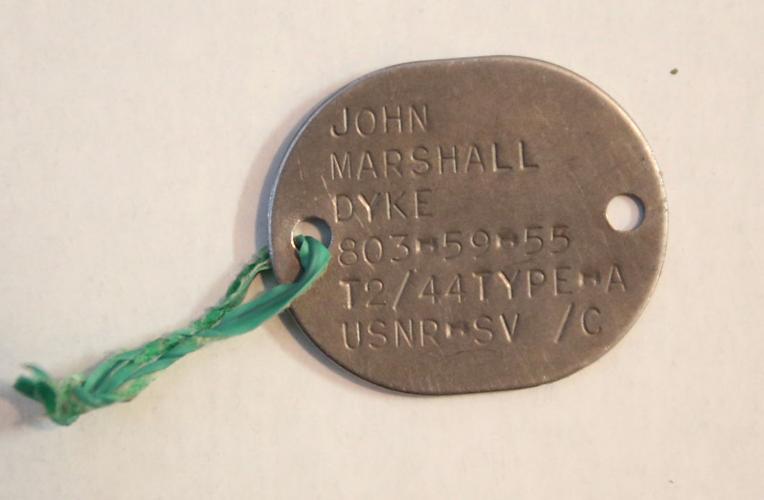 JOHN
MARSHALL
DYKE
803-59-55
T2/44TYPE-A
USNR-SV /C